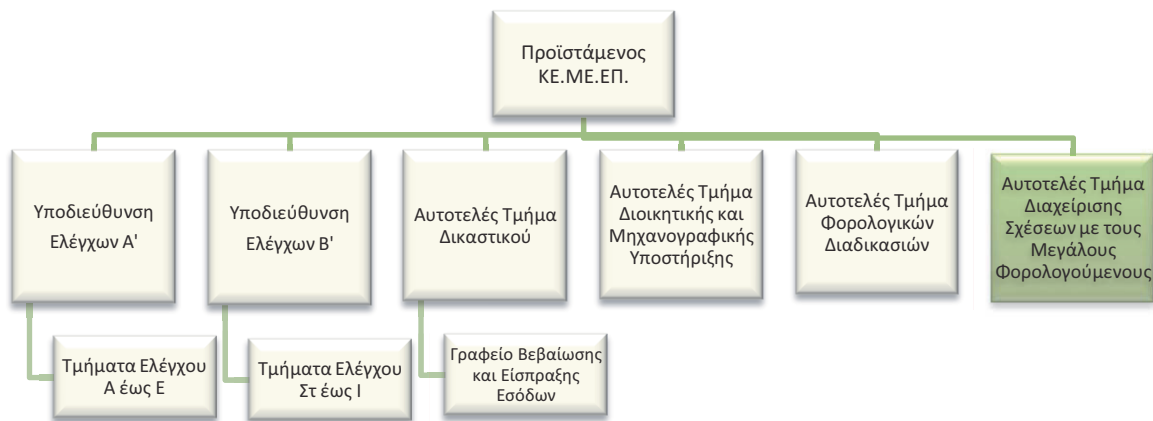 Προϊστάμενος
ΚΕ.ΜΕ.ΕΠ.
Υποδιεύθυνση
Ελέγχων Α'
Υποδιεύθυνση
Ελέγχων Β'
Αυτοτελές Τμήμα
Δικαστικού
Αυτοτελές Τμήμα
Διοικητικής και
Μηχανογραφικής
Υποστήριξης
Αυτοτελές Τμήμα
Φορολογικών
Διαδικασιών
Αυτοτελές Τμήμα
Διαχείρισης
Σχέσεων με τους
Μεγάλους
Φορολογούμενους
Τμήματα Ελέγχου
Α έως Ε
Τμήματα Ελέγχου
Στ έως Ι
Γραφείο Βεβαίωσης
και Είσπραξης
Εσόδων